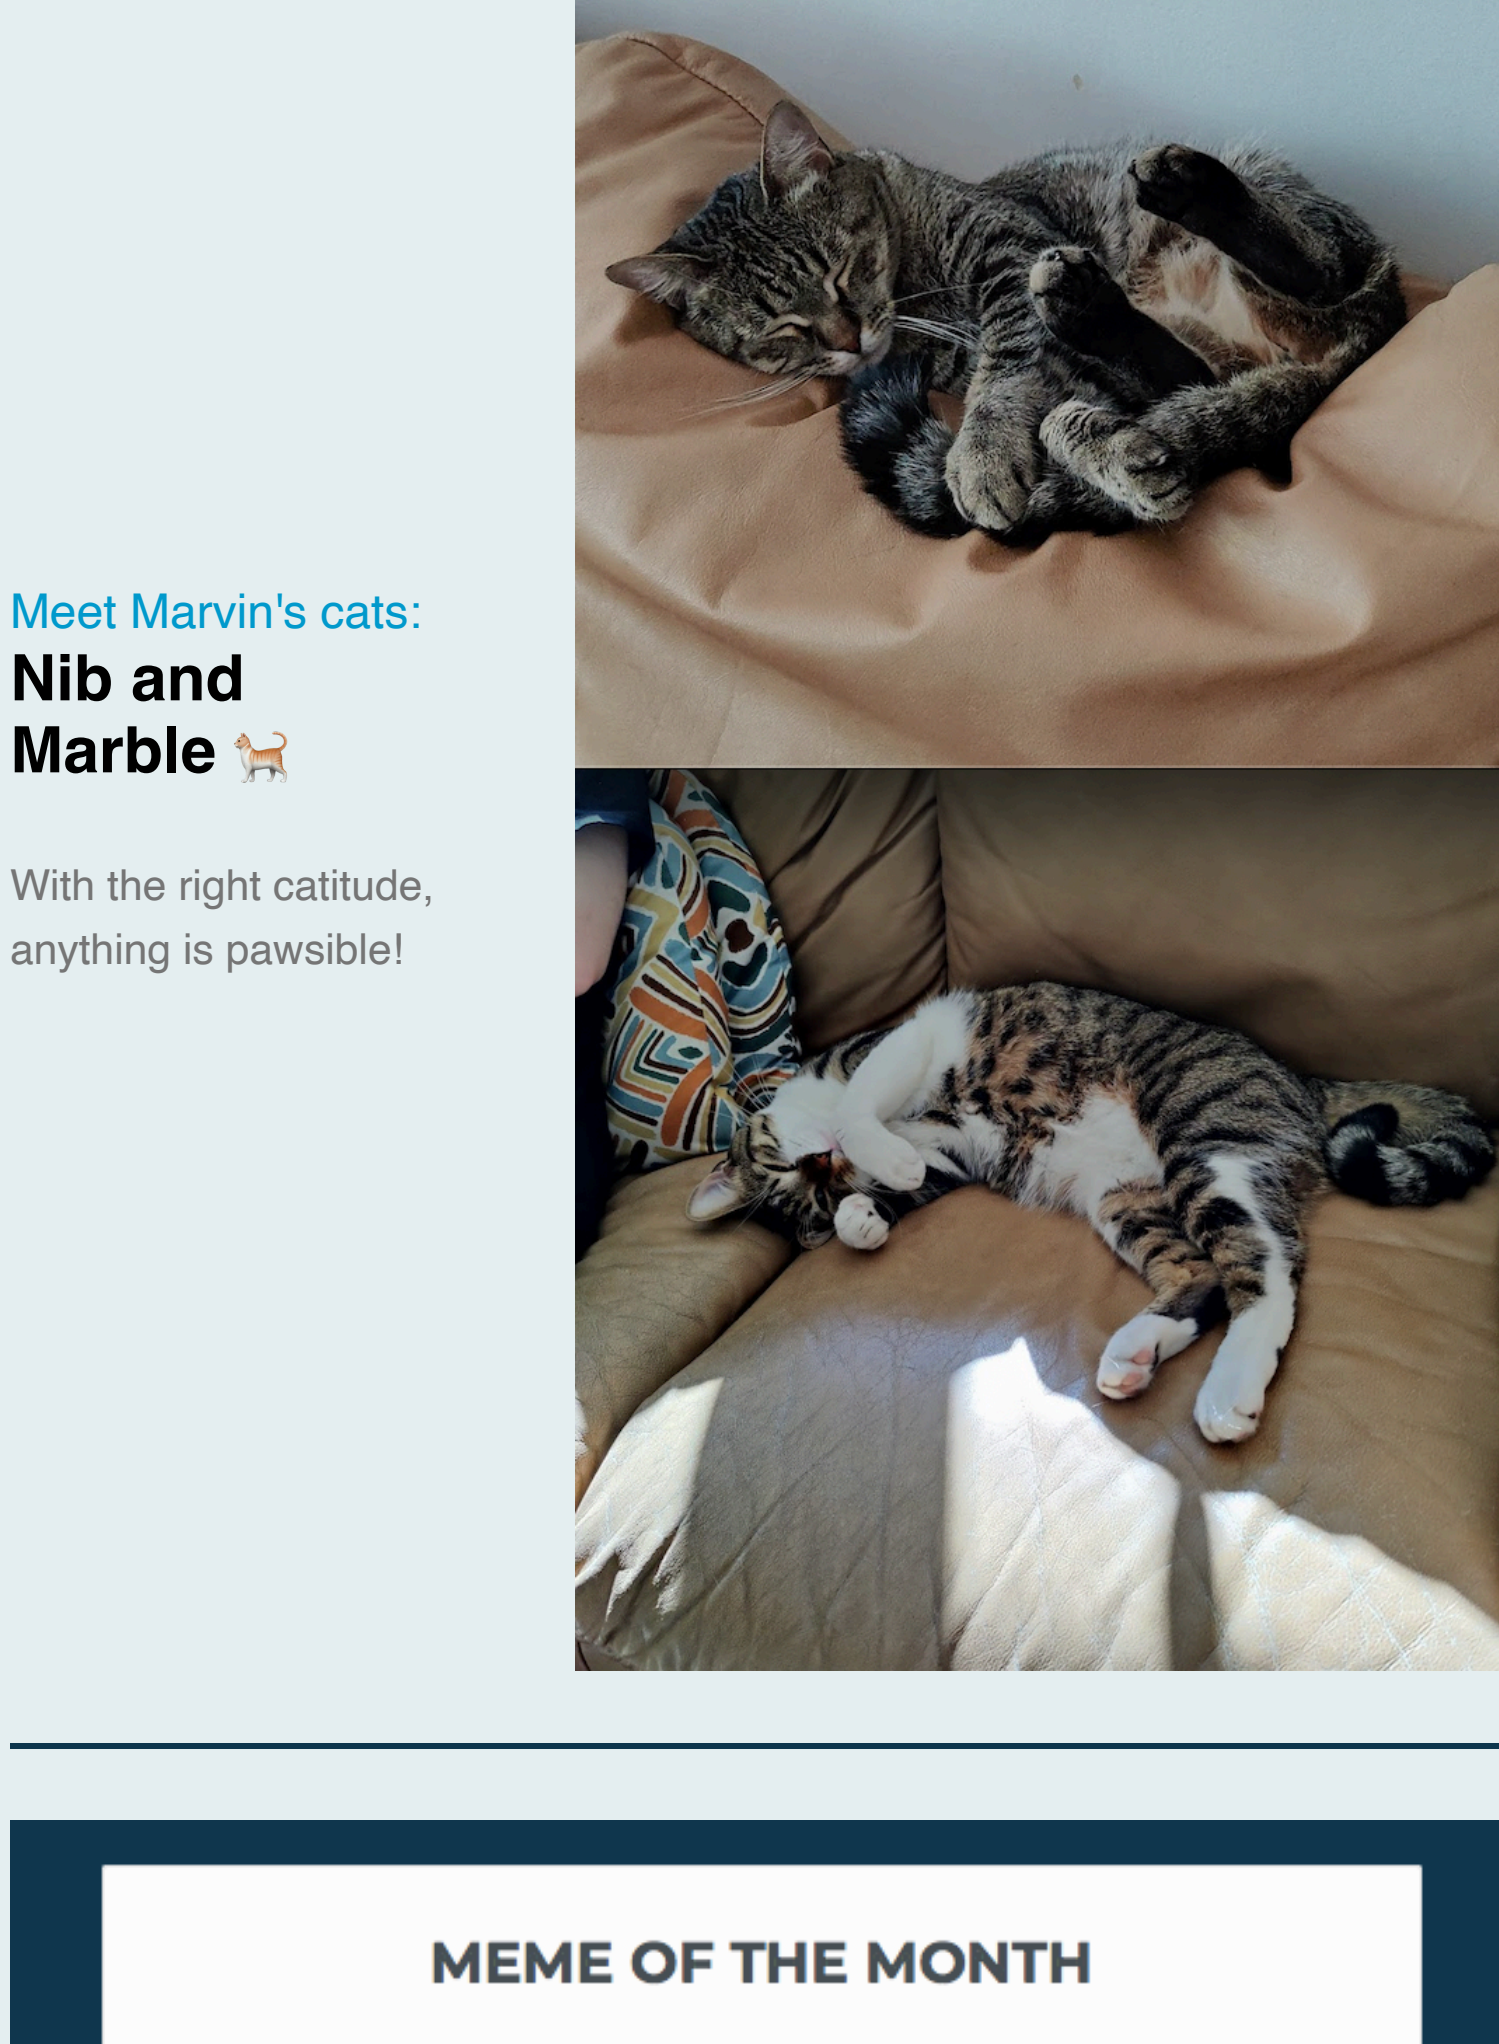 Meet Marvin's cats:
Nib and
Marble 🐈
With the right catitude,
anything is pawsible!
MEME OF THE MONTH